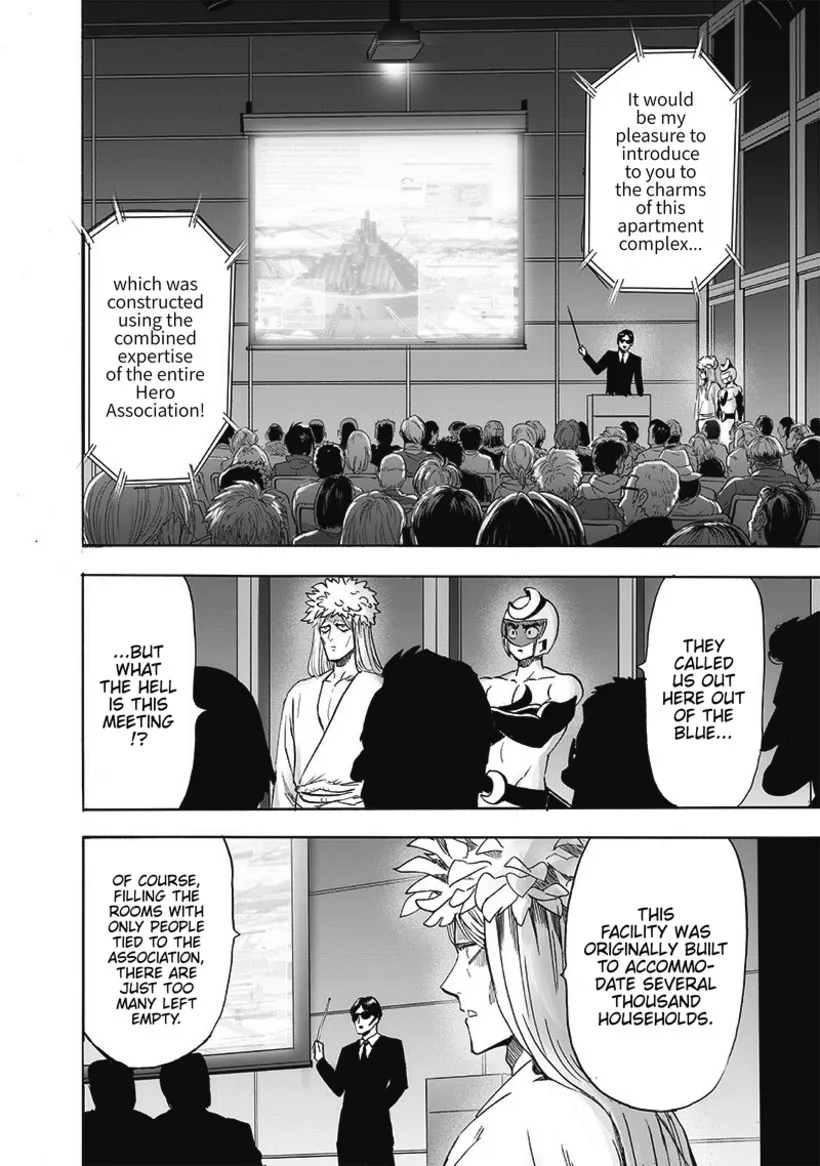 It would
be my
pleasure to
introduce
to you to
the charms
of this
apartment
complex...
which was
constructed
using the
combined
expertise
of the entire
Hero
Association!
THEY
CALLED
US OUT
HERE OUT
OF THE
BLUE...
...BUT
WHAT
THE HELL
IS THIS
MEETING
!?
THIS
FACILITY WAS
ORIGINALLY BUILT
TO ACCOMMO-
DATE SEVERAL
THOUSAND
HOUSEHOLDS.
OF COURSE,
FILLING THE
ROOMS WITH
ONLY PEOPLE
TIED TO THE
ASSOCIATION,
THERE ARE
JUST TOO
MANY LEFT
EMPTY.